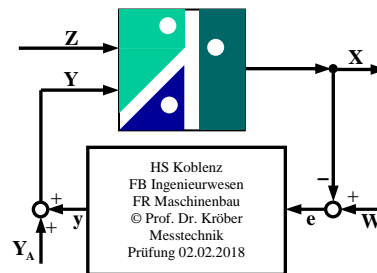 Z
Y
X
HS Koblenz
FB Ingenieurwesen
FR Maschinenbau
© Prof. Dr. Kröber
Messtechnik
Prüfung 02.02.2018
−
+
+
y
e
+
W
+
Y_A